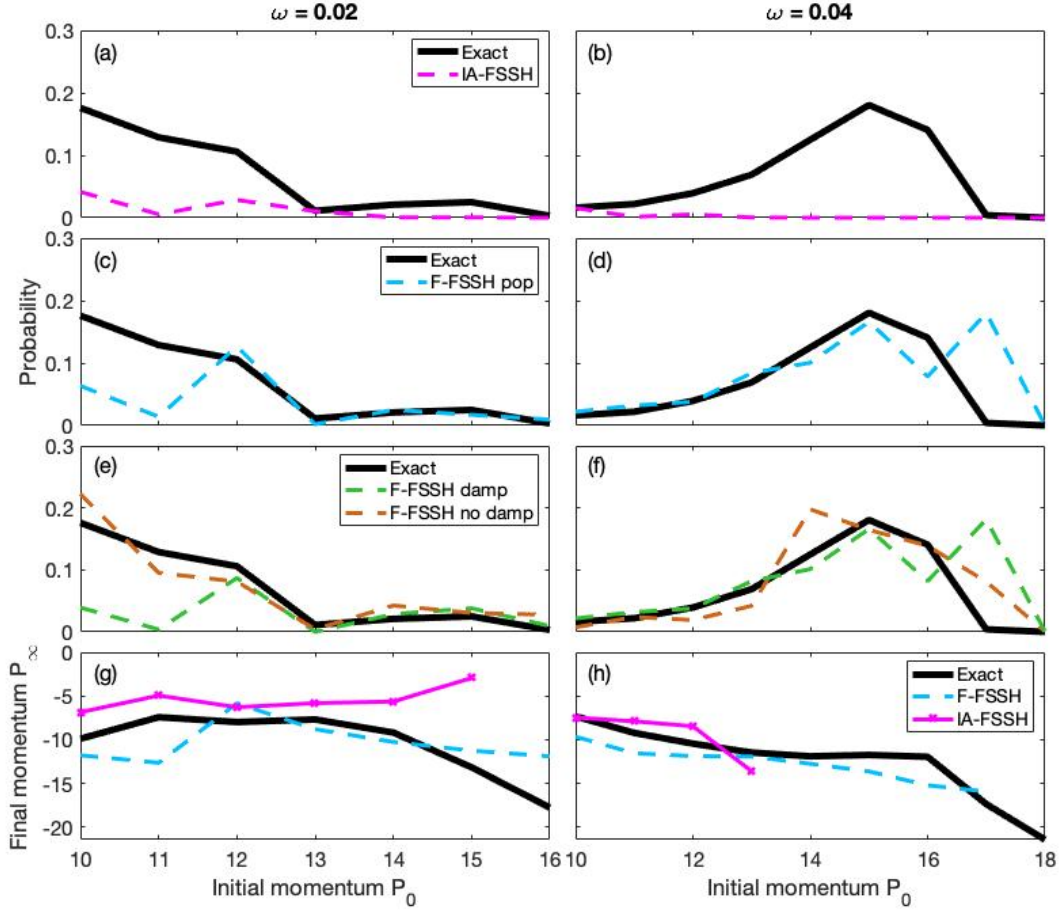 ω = 0.02
ω = 0.04
0.3
0.2
0.1
0
(a)
Exact
IA-FSSH
(b)
Exact
0.3
0.2
0.1
0
(c)
Exact
F-FSSH pop
(d)
Exact
Probability
0.3
0.2
0.1
0
(e)
Exact
F-FSSH damp
F-FSSH no damp
(f)
Final momentum P∞
0
-5
-10
-15
-20
(g)
(h)
Exact
F-FSSH
IA-FSSH
10 11 12 13 14 15 16
10 12 14 16 18
Initial momentum P₀
Initial momentum P₀